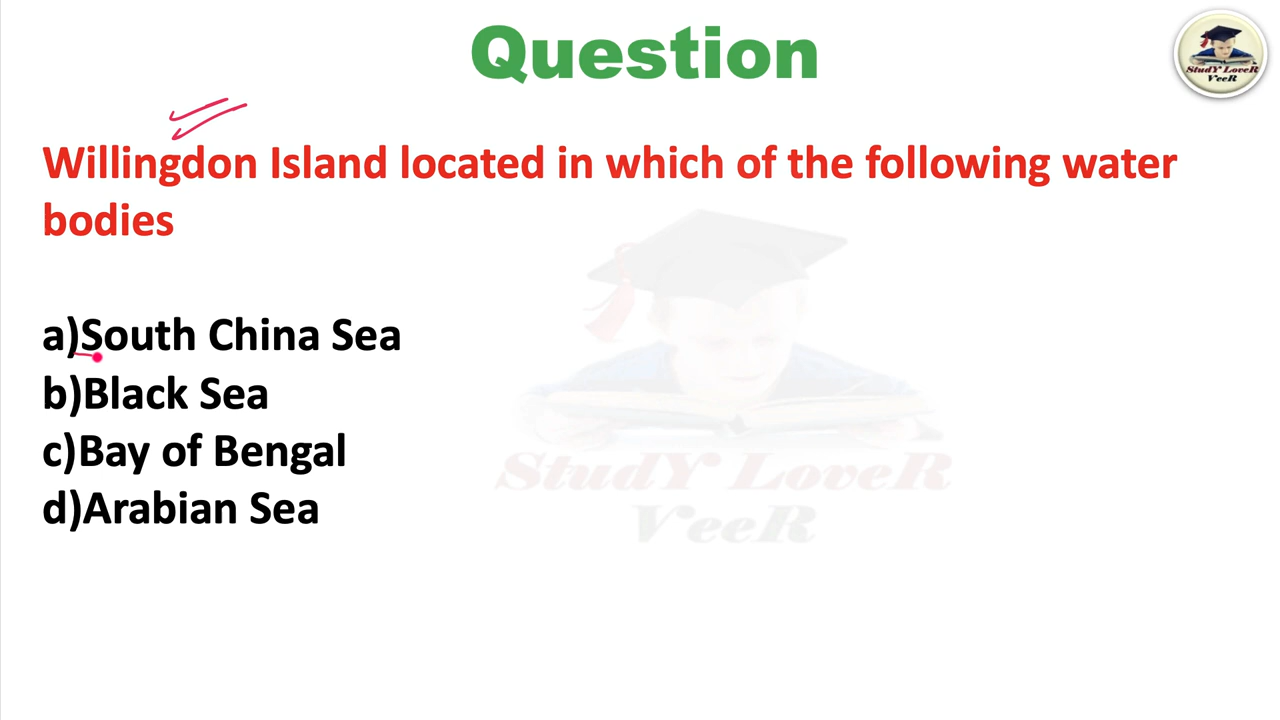 Question
StudY LoveR
VeeR
Willingdon Island located in which of the following water
bodies
a)South China Sea
b)Black Sea
c)Bay of Bengal
d)Arabian Sea
StudY LoveR
VeeR